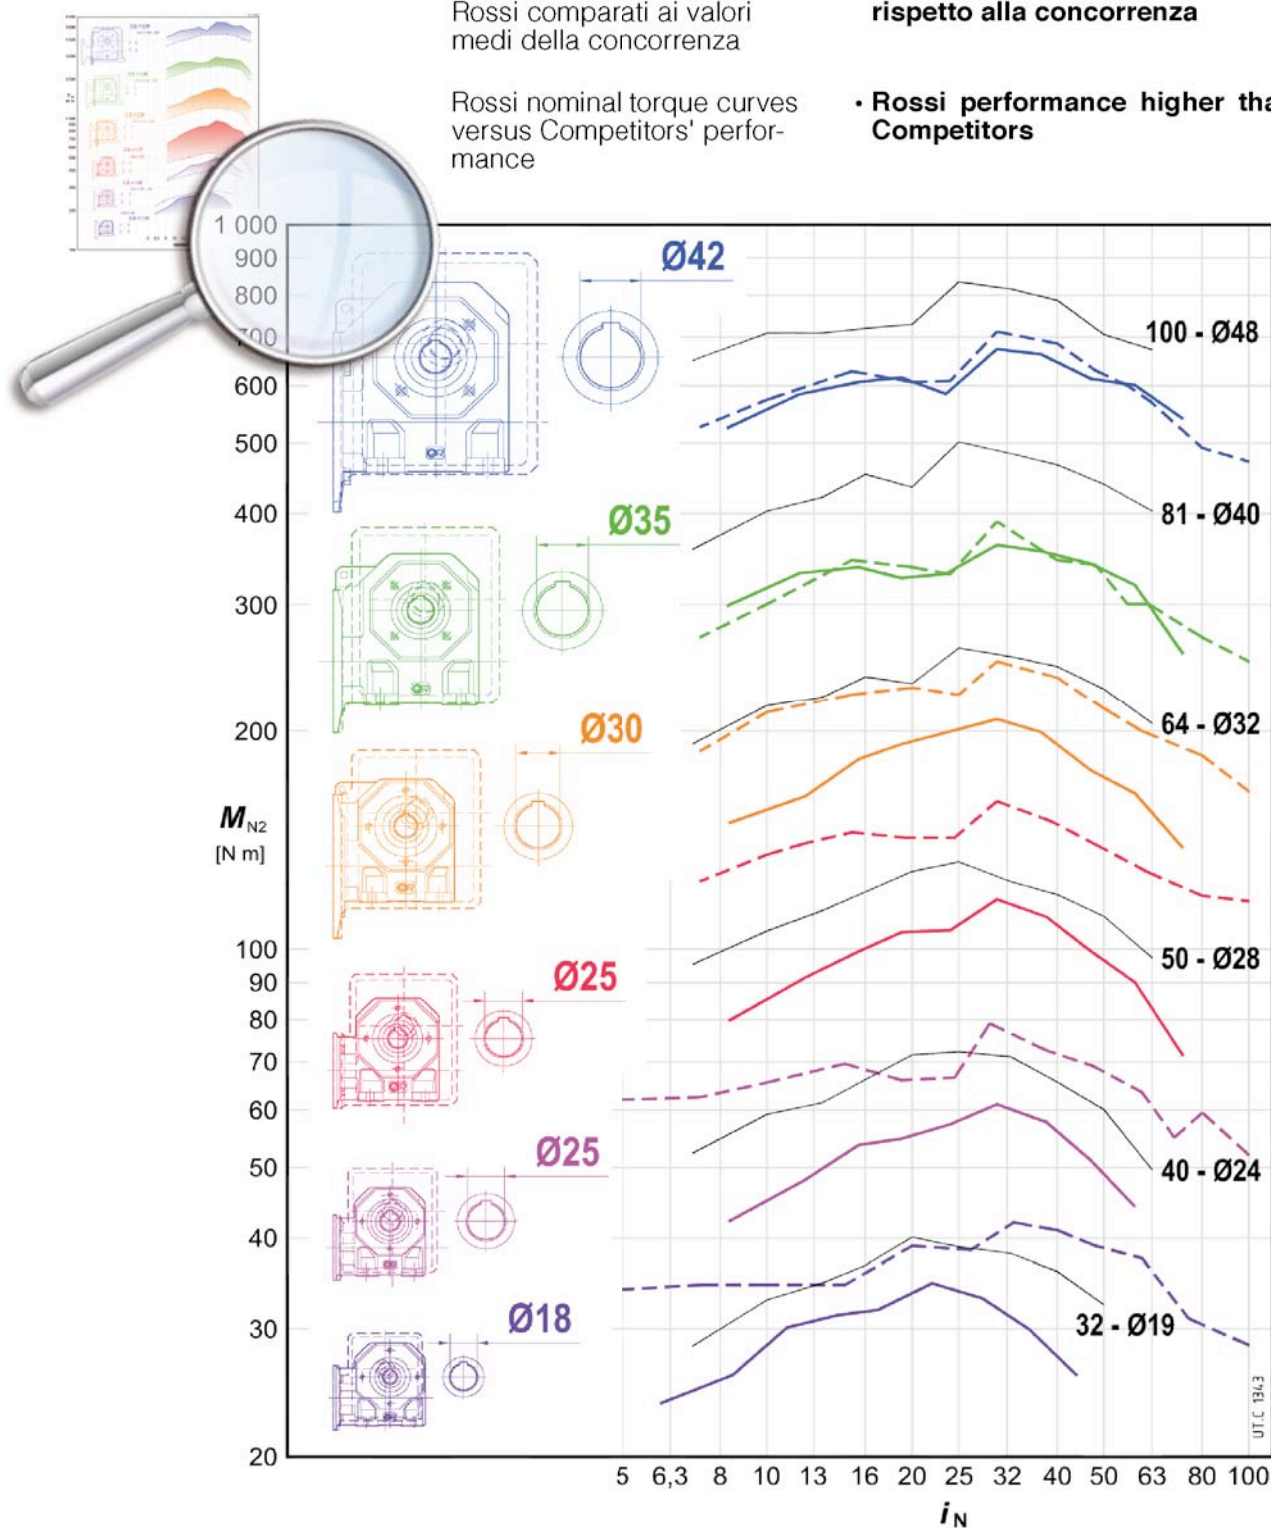 Rossi comparati ai valori
medi della concorrenza
rispetto alla concorrenza
Rossi nominal torque curves
versus Competitors' perfor-
mance
• Rossi performance higher tha
Competitors
1 000
900
800
700
600
500
400
300
200
100
90
80
70
60
50
40
30
20
M N2
[N m]
Ø42
Ø35
Ø30
Ø25
Ø25
Ø18
100 - Ø48
81 - Ø40
64 - Ø32
50 - Ø28
40 - Ø24
32 - Ø19
UT.C 1343
5 6,3 8 10 13 16 20 25 32 40 50 63 80 100
i N